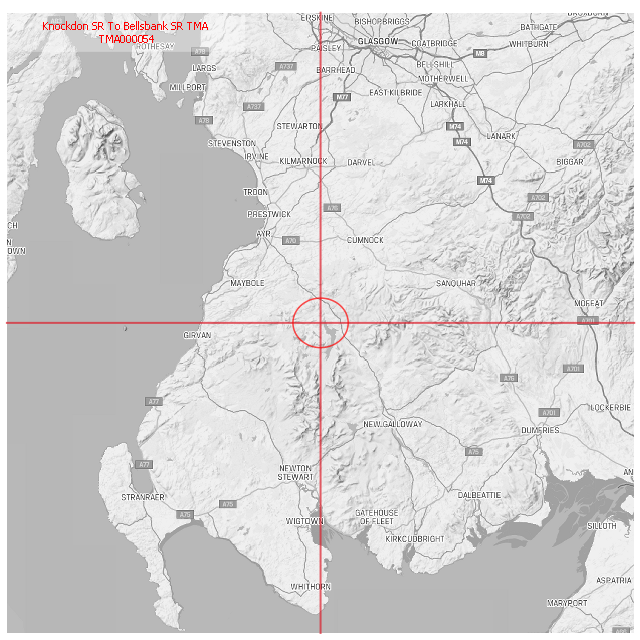 Knockdon SR To Bellsbank SR TMA
TMA000054
ERSKINE
BISHOPBRIGGS
BATHGATE
ROTHESAY
A78
PAISLEY
GLASGOW
COATBRIDGE
WHITBURN
M8
LARGS
A737
BARRHEAD
BELLSHILL
MOTHERWELL
MILLPORT
M77
EAST KILBRIDE
LARKHALL
A737
A78
STEWARTON
M74
LANARK
STEVENSTON
M74
A702
IRVINE
KILMARNOCK
DARVEL
BIGGAR
M74
TROON
A702
PRESTWICK
A76
A702
AYR
A70
CUMNOCK
MAYBOLE
SANQUHAR
MOFFAT
A701
GIRVAN
A701
A76
A77
LOCKERBIE
A701
NEW GALLOWAY
DUMFRIES
A75
A77
NEWTON
STEWART
AN
STRANRAER
DALBEATTIE
A75
A75
WIGTOWN
GATEHOUSE
OF FLEET
SILLOTH
KIRKCUDBRIGHT
WHITHORN
ASPATRIA
MARYPORT